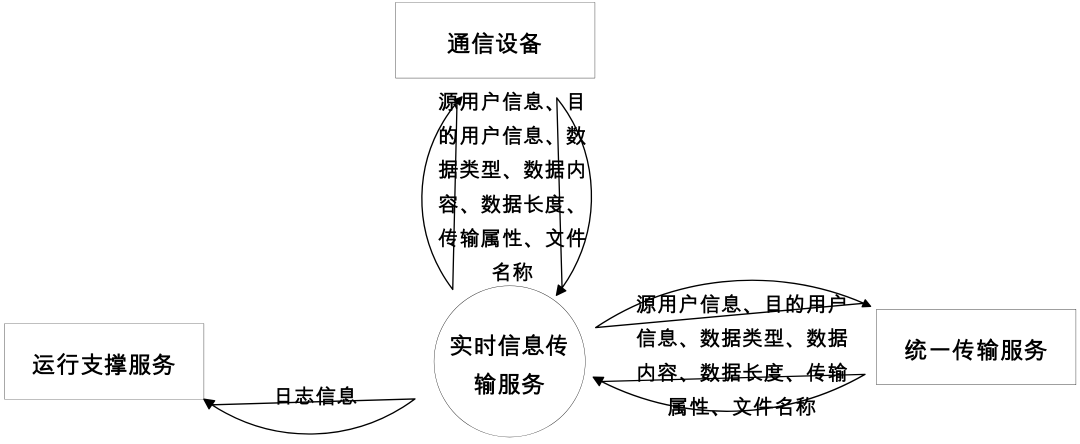 通信设备
源用户信息、目
的用户信息、数
据类型、数据内
容、数据长度、
传输属性、文件
名称
实时信息传
输服务
源用户信息、目的用户
信息、数据类型、数据
内容、数据长度、传输
属性、文件名称
统一传输服务
运行支撑服务
日志信息